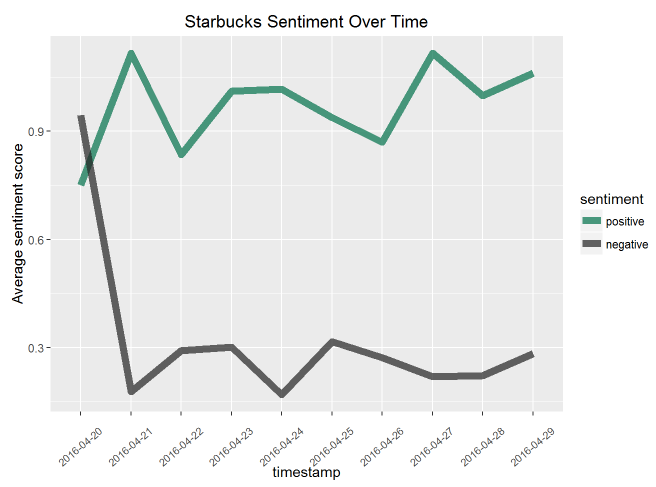 Starbucks Sentiment Over Time
Average sentiment score
0.9
0.6
0.3
2016-04-20
2016-04-21
2016-04-22
2016-04-23
2016-04-24
2016-04-25
2016-04-26
2016-04-27
2016-04-28
2016-04-29
timestamp
sentiment
positive
negative